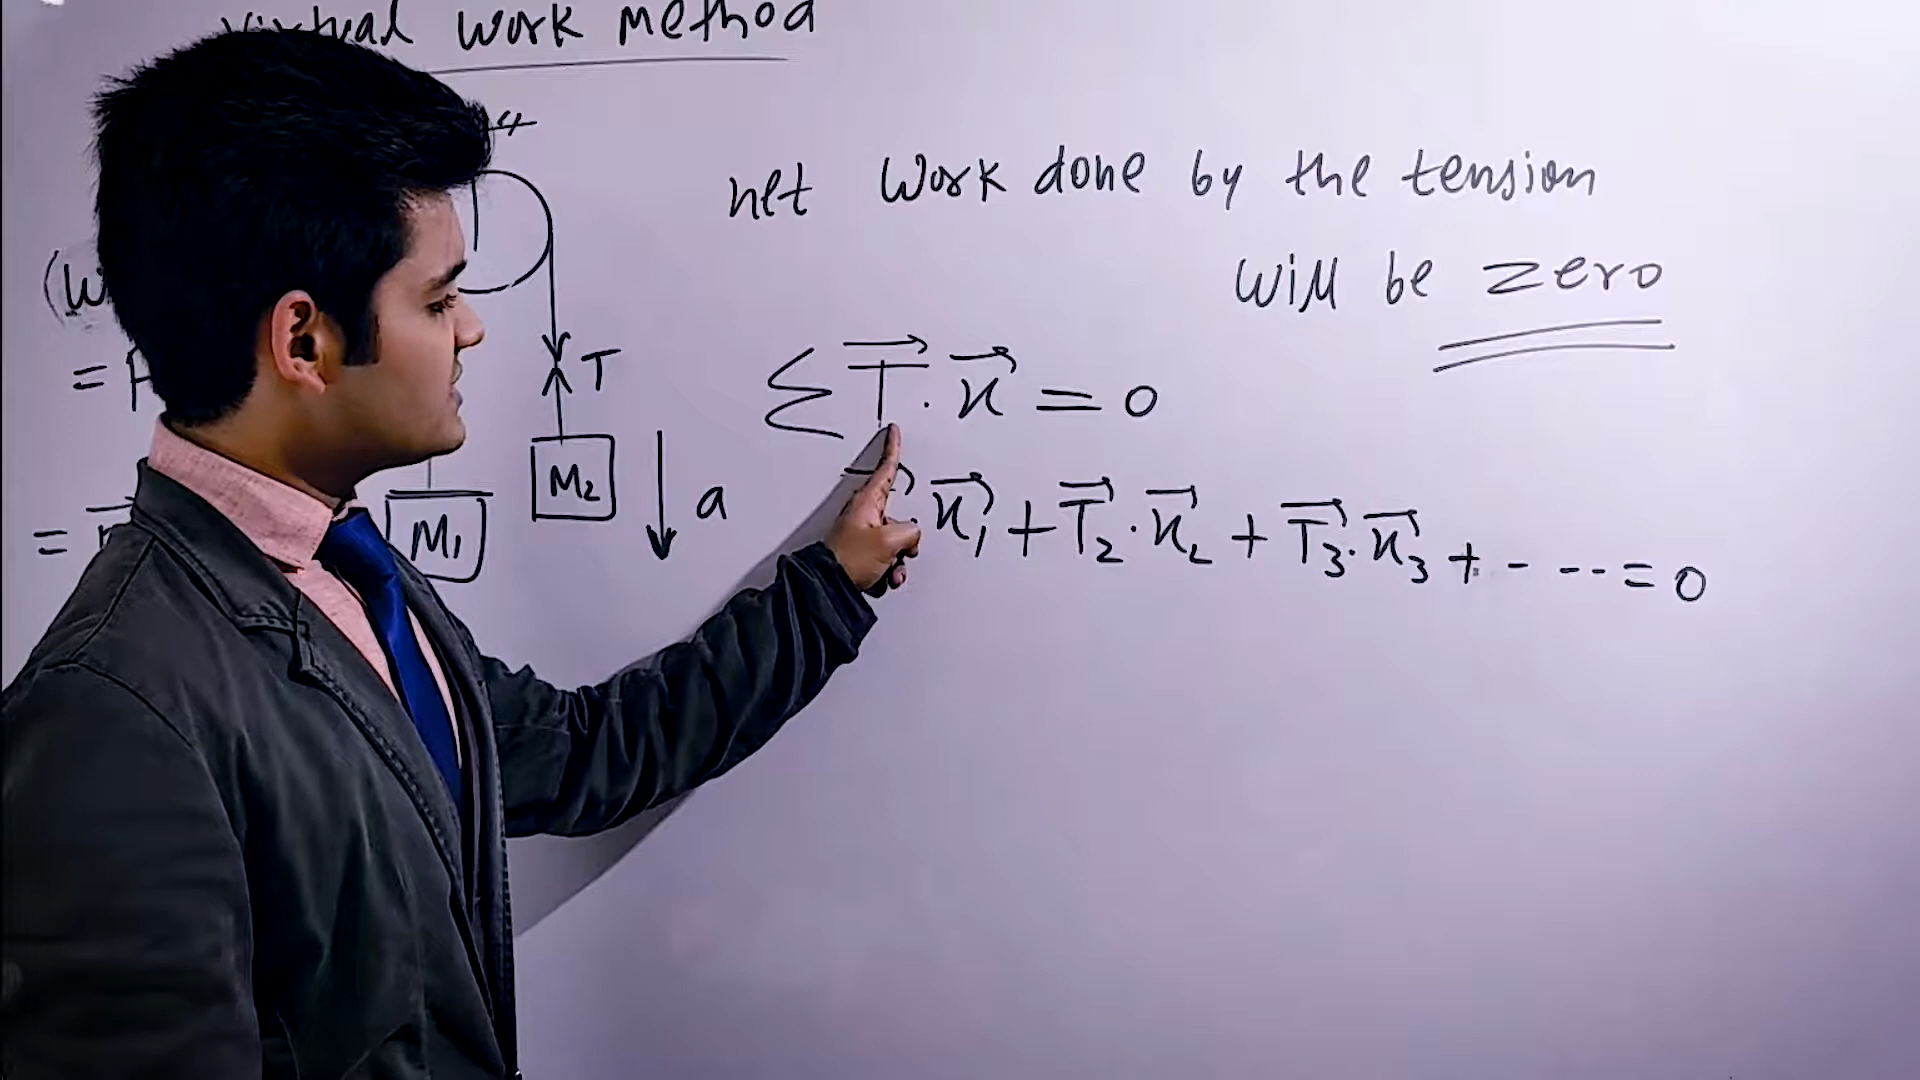 virtual work method
net work done by the tension
will be zero
(W
= F
T
Σ T⃗ . x⃗ = 0
M₂
a
. x⃗₁ + T⃗₂ . x⃗₂ + T⃗₃ . x⃗₃ + - -- = 0
=
M₁